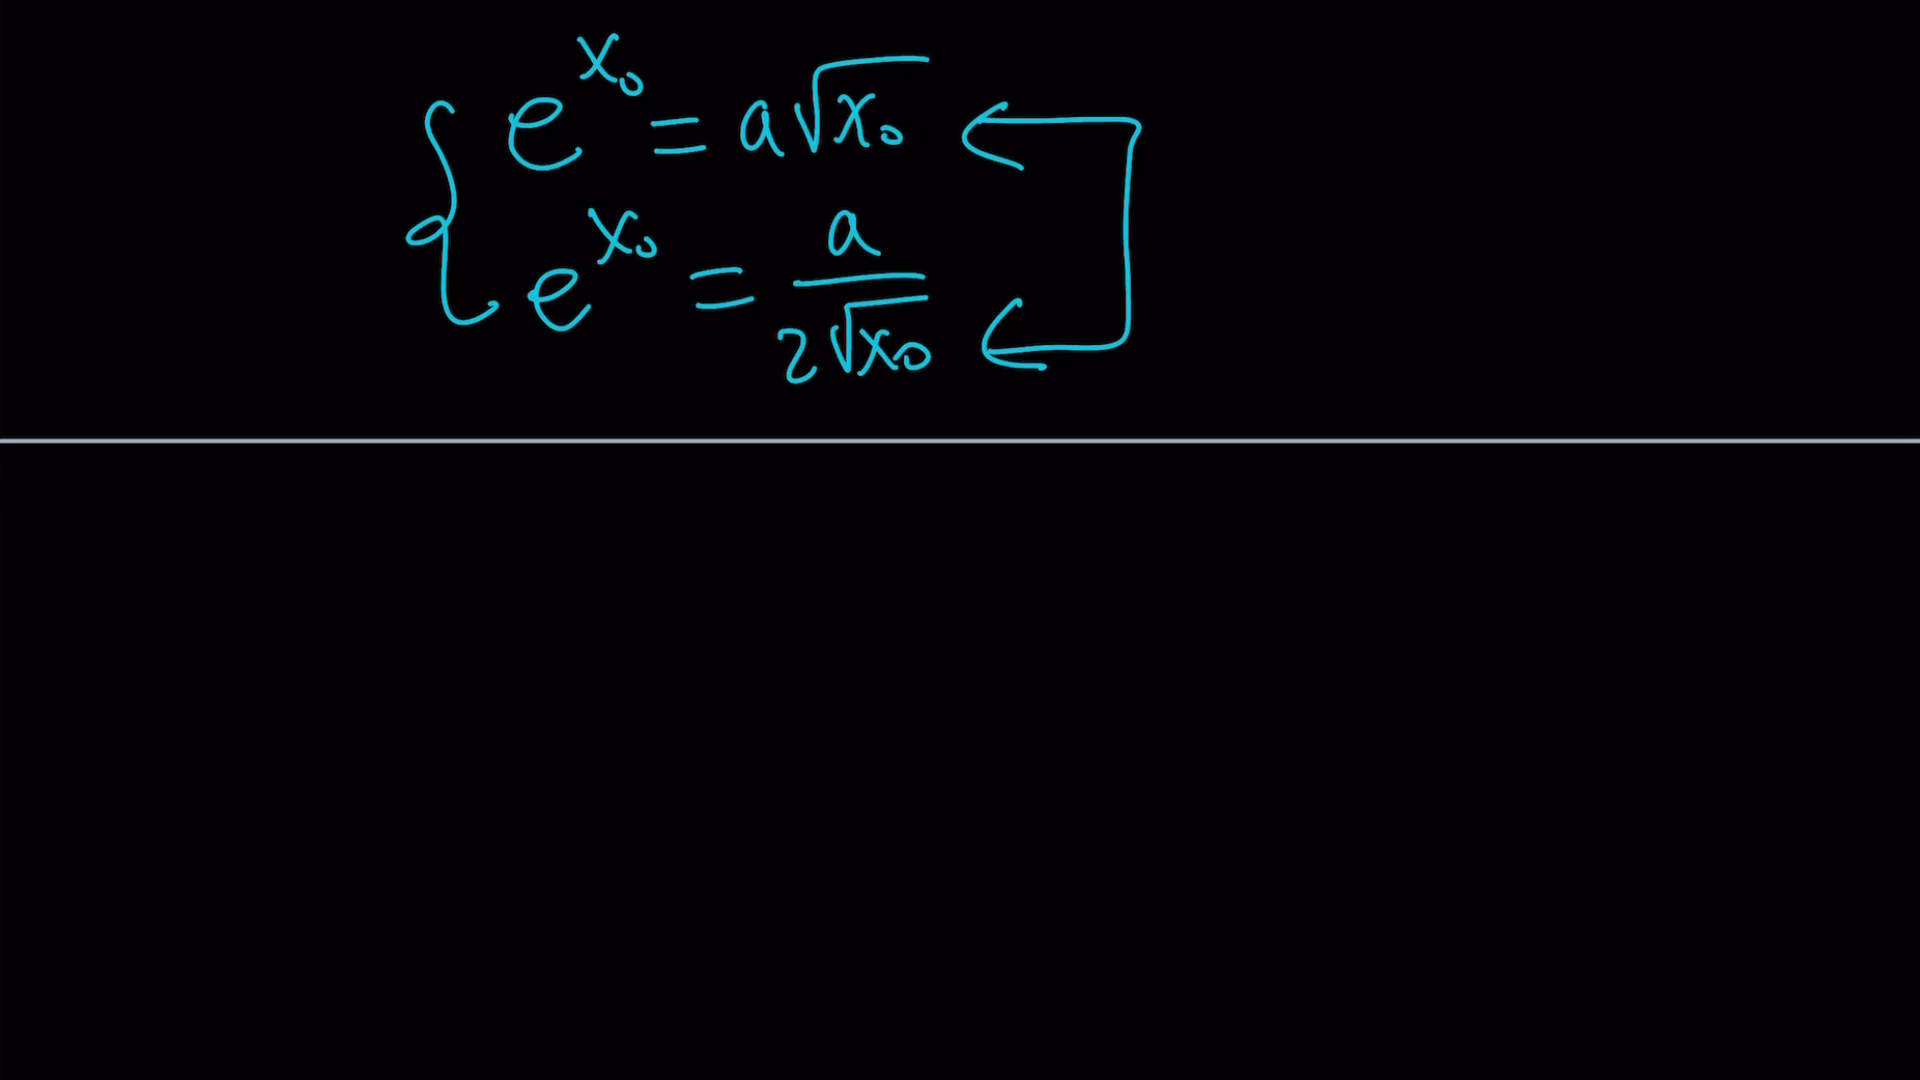 e^{x₀} = a√x₀
e^{x₀} = a/(2√x₀)